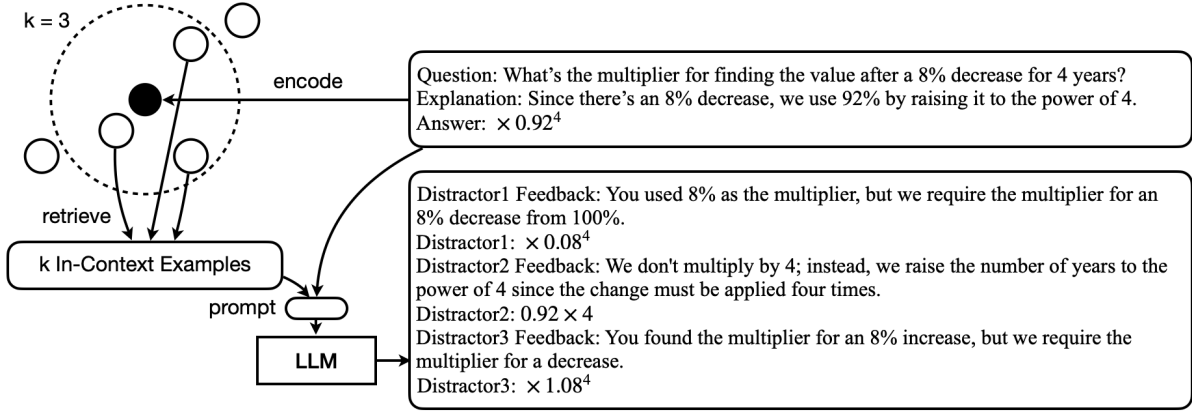 k = 3
encode
Question: What’s the multiplier for finding the value after a 8% decrease for 4 years?
Explanation: Since there’s an 8% decrease, we use 92% by raising it to the power of 4.
Answer: × 0.92⁴
retrieve
k In-Context Examples
prompt
LLM
Distractor1 Feedback: You used 8% as the multiplier, but we require the multiplier for an
8% decrease from 100%.
Distractor1: × 0.08⁴
Distractor2 Feedback: We don't multiply by 4; instead, we raise the number of years to the
power of 4 since the change must be applied four times.
Distractor2: 0.92 × 4
Distractor3 Feedback: You found the multiplier for an 8% increase, but we require the
multiplier for a decrease.
Distractor3: × 1.08⁴